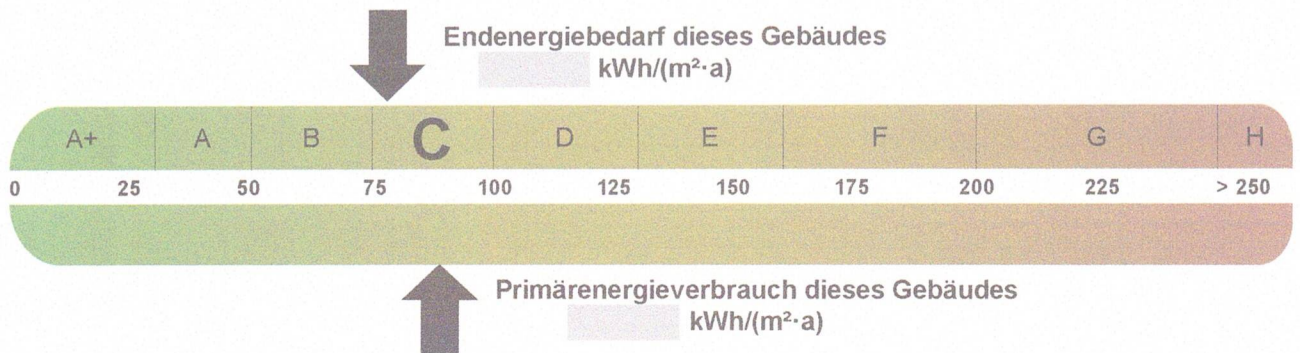 Endenergiebedarf dieses Gebäudes
kWh/(m²·a)
A+ A B C D E F G H
0 25 50 75 100 125 150 175 200 225 > 250
Primärenergieverbrauch dieses Gebäudes
kWh/(m²·a)